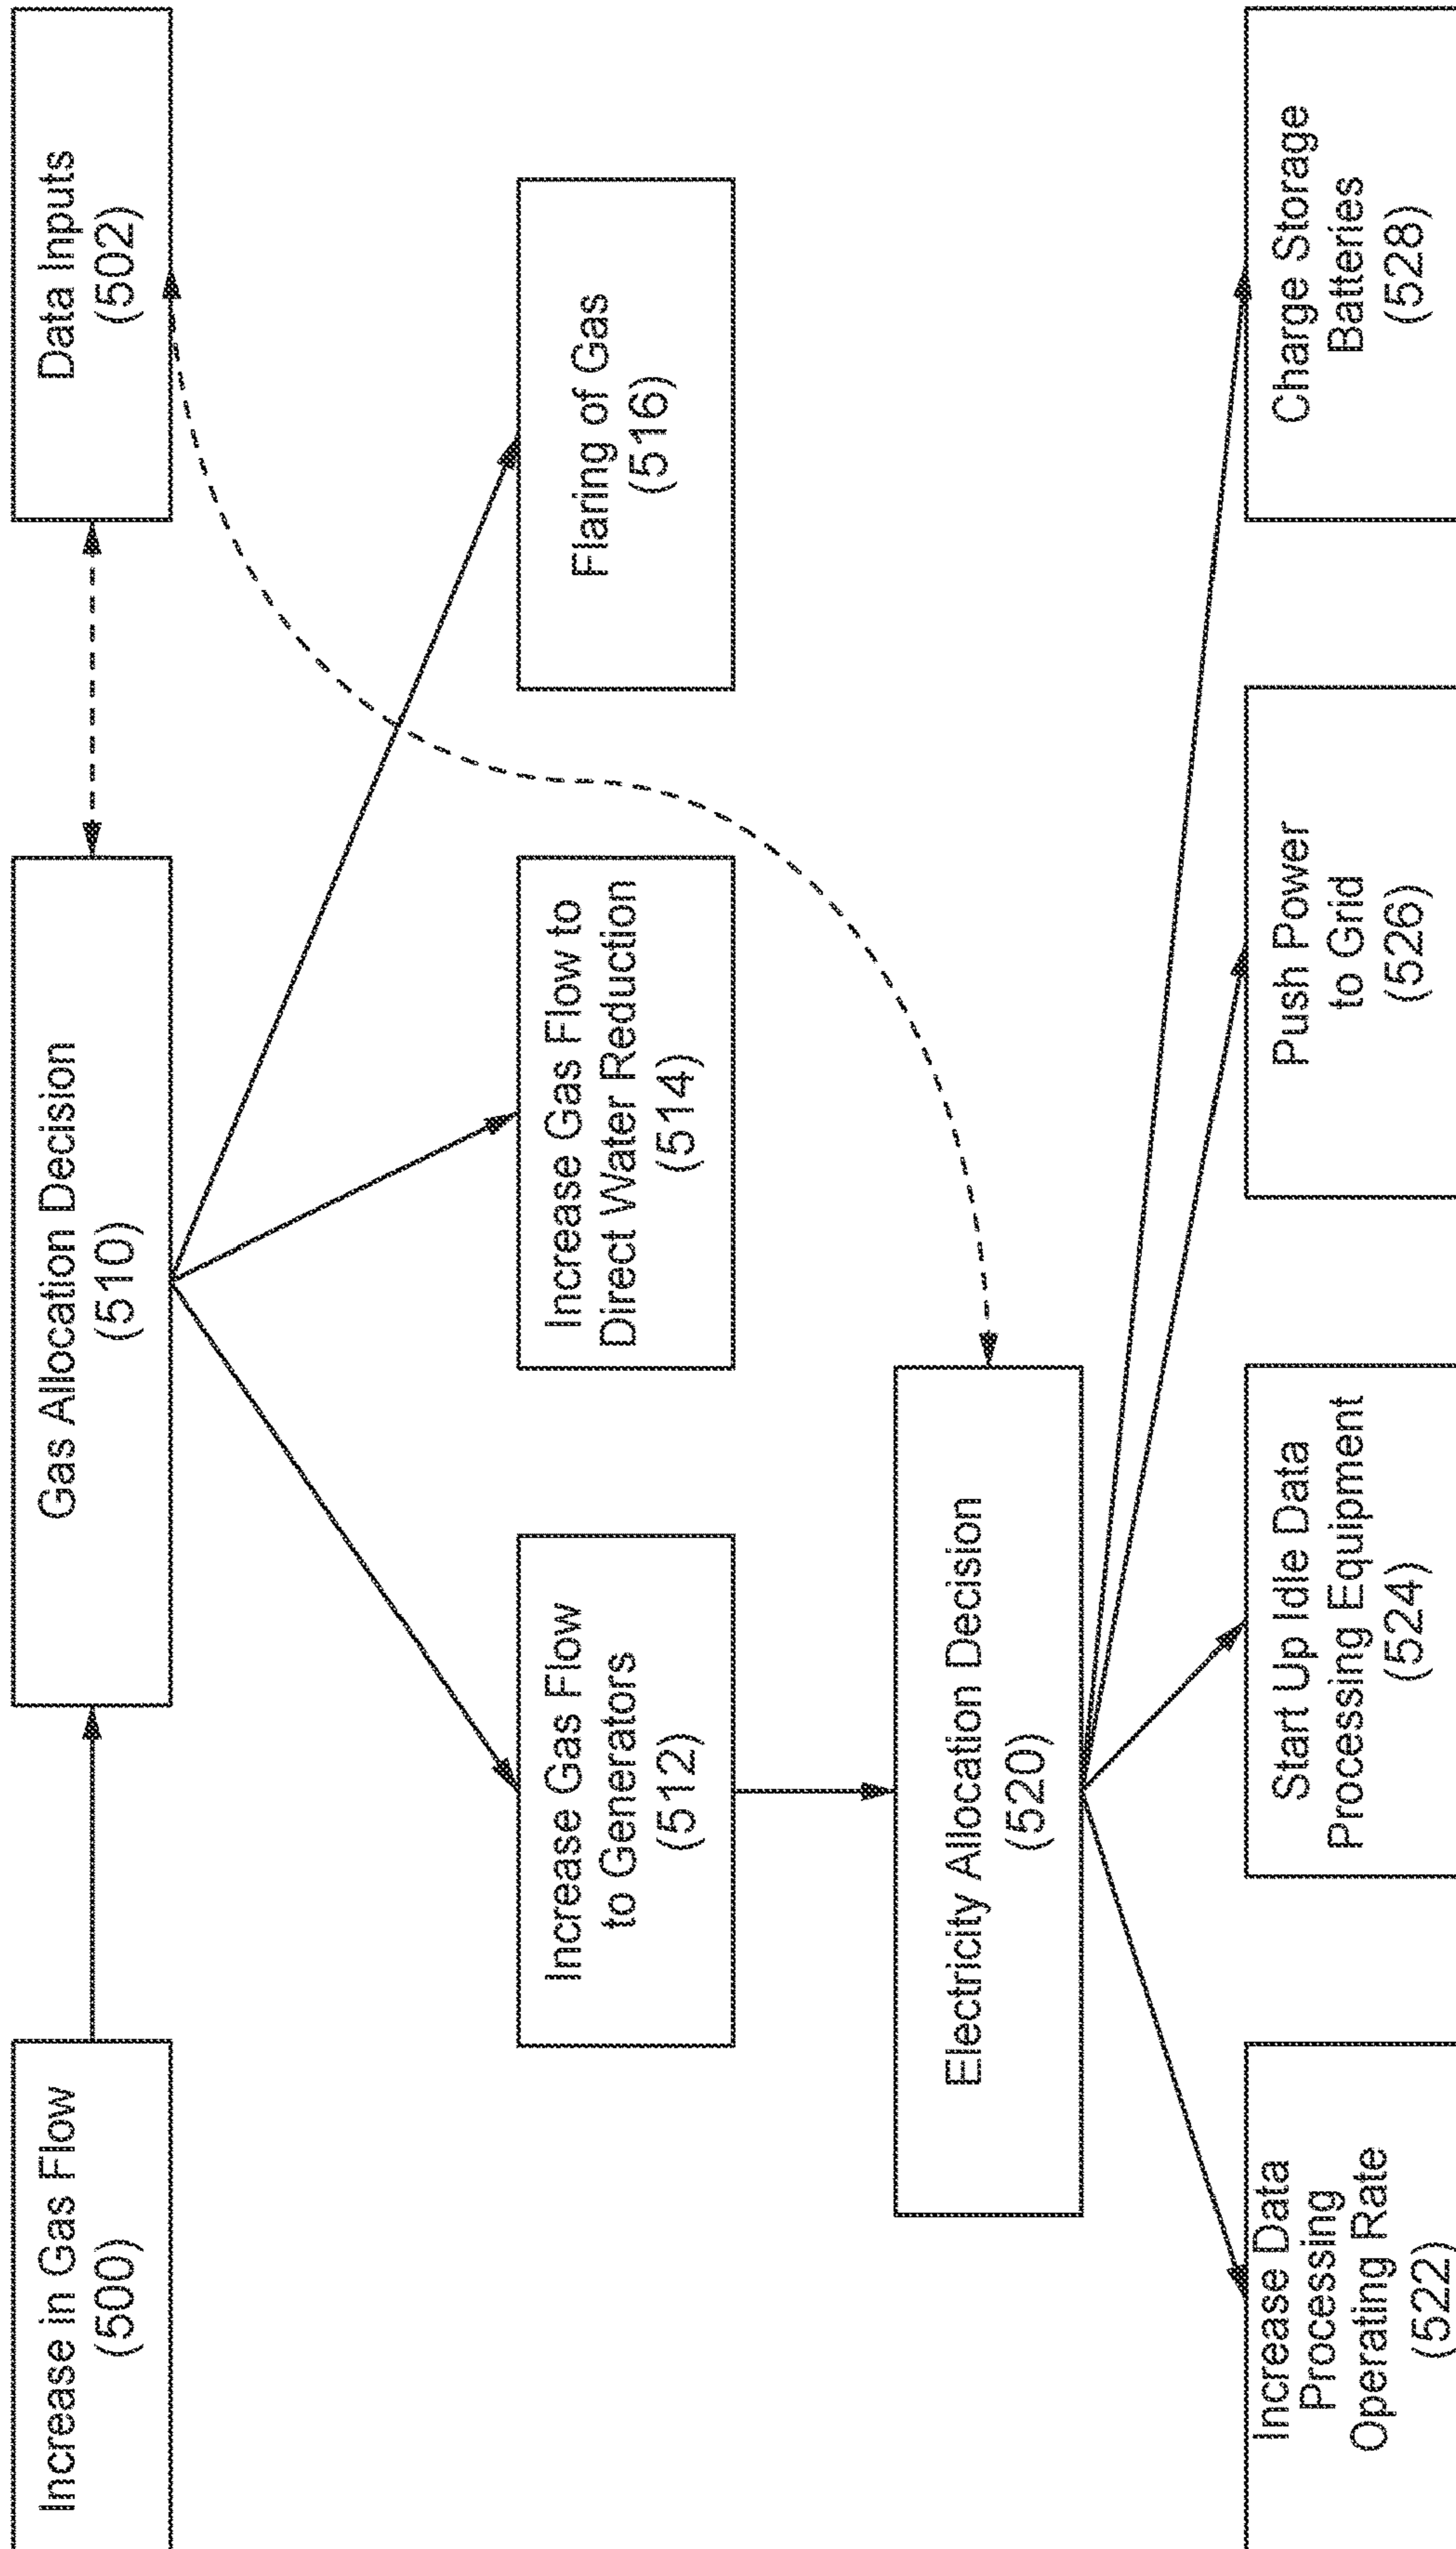 Increase in Gas Flow
(500)
Gas Allocation Decision
(510)
Data Inputs
(502)
Increase Gas Flow
to Generators
(512)
Increase Gas Flow to
Direct Water Reduction
(514)
Flaring of Gas
(516)
Electricity Allocation Decision
(520)
Increase Data
Processing
Operating Rate
(522)
Start Up Idle Data
Processing Equipment
(524)
Push Power
to Grid
(526)
Charge Storage
Batteries
(528)